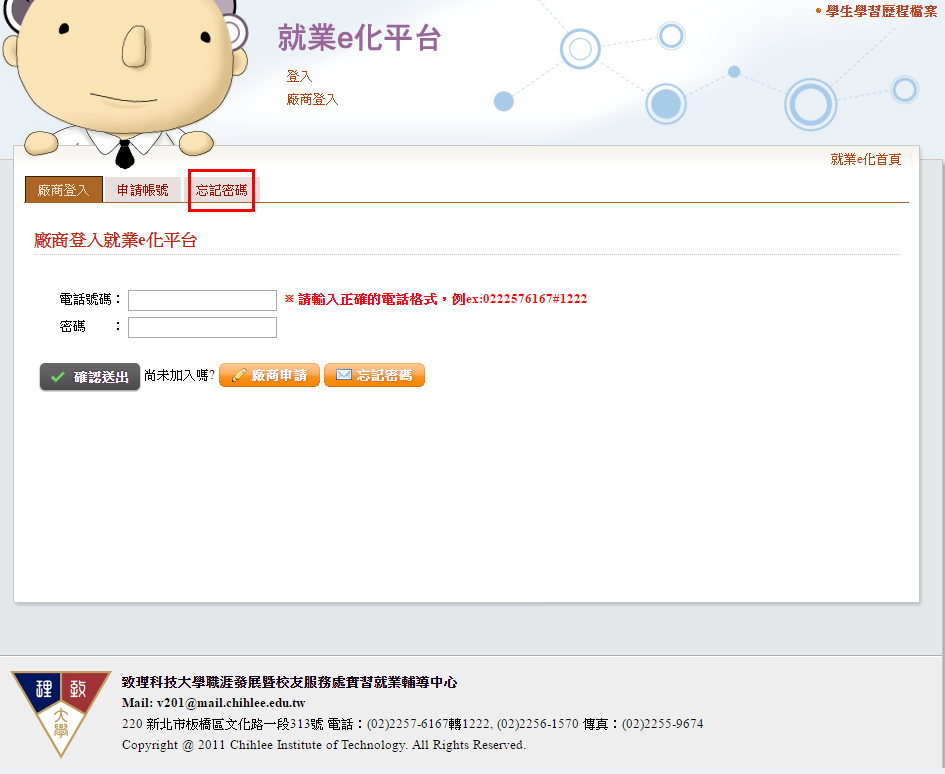 學生學習歷程檔案
就業e化平台
登入
廠商登入
就業e化首頁
廠商登入 申請帳號 忘記密碼
廠商登入就業e化平台
電話號碼： ※ 請輸入正確的電話格式，例ex:0222576167#1222
密碼 ：
確認送出 尚未加入嗎? 廠商申請 忘記密碼
理 致
大
學
致理科技大學職涯發展暨校友服務處實習就業輔導中心
Mail: v201@mail.chihlee.edu.tw
220 新北市板橋區文化路一段313號 電話：(02)2257-6167轉1222, (02)2256-1570 傳真：(02)2255-9674
Copyright @ 2011 Chihlee Institute of Technology. All Rights Reserved.